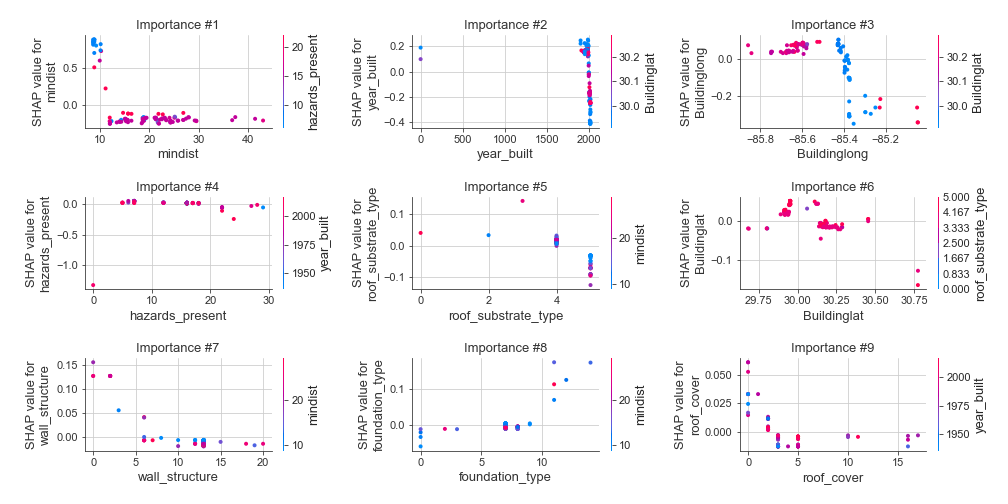 Importance #1
SHAP value for
mindist
0.5
0.0
10 20 30 40
mindist
20
15
10
hazards_present
Importance #2
SHAP value for
year_built
0.2
0.0
−0.2
−0.4
0 500 1000 1500 2000
year_built
30.2
30.1
30.0
Buildinglat
Importance #3
SHAP value for
Buildinglong
0.0
−0.2
−85.8 −85.6 −85.4 −85.2
Buildinglong
30.2
30.1
30.0
Buildinglat
Importance #4
SHAP value for
hazards_present
0.0
−0.5
−1.0
0 10 20 30
hazards_present
2000
1975
1950
year_built
Importance #5
SHAP value for
roof_substrate_type
0.1
0.0
−0.1
0 2 4
roof_substrate_type
20
10
mindist
Importance #6
SHAP value for
Buildinglat
0.0
−0.1
29.75 30.00 30.25 30.50 30.75
Buildinglat
5.000
4.167
3.333
2.500
1.667
0.833
0.000
roof_substrate_type
Importance #7
SHAP value for
wall_structure
0.15
0.10
0.05
0.00
0 5 10 15 20
wall_structure
20
10
mindist
Importance #8
SHAP value for
foundation_type
0.1
0.0
0 10
foundation_type
20
10
mindist
Importance #9
SHAP value for
roof_cover
0.050
0.025
0.000
0 5 10 15
roof_cover
2000
1975
1950
year_built